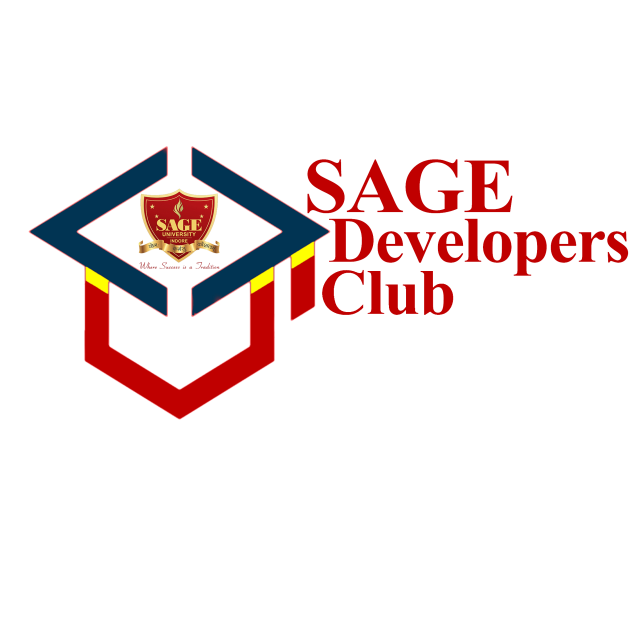 SAGE
UNIVERSITY
INDORE
Where Success is a Tradition
SAGE
Developers
Club